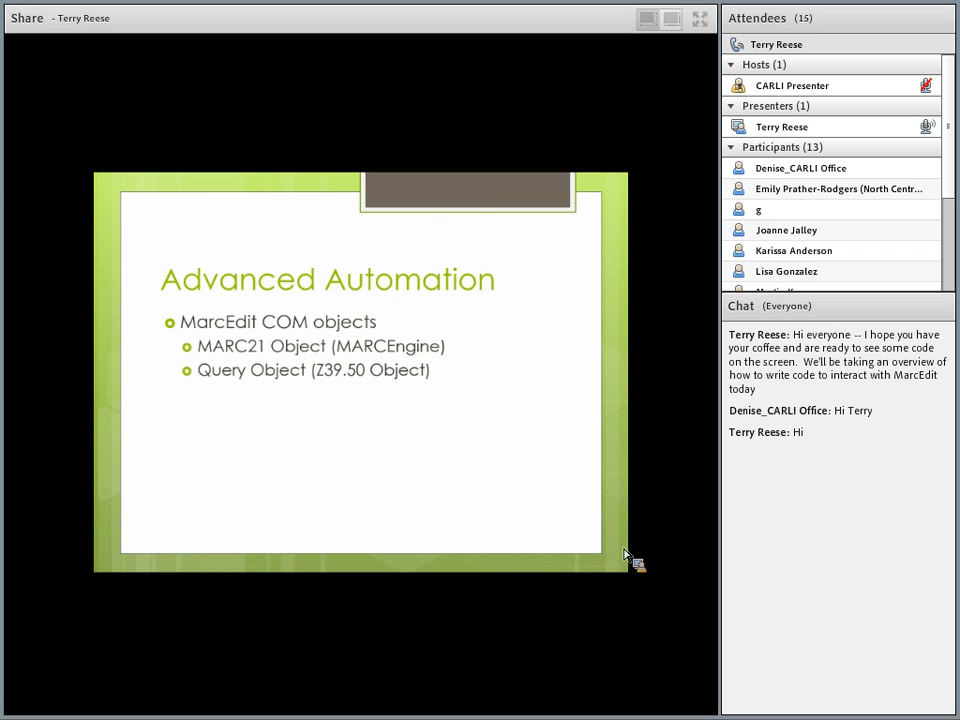 Share - Terry Reese
Advanced Automation
MarcEdit COM objects
MARC21 Object (MARCEngine)
Query Object (Z39.50 Object)
Attendees (15)
Terry Reese
Hosts (1)
CARLI Presenter
Presenters (1)
Terry Reese
Participants (13)
Denise_CARLI Office
Emily Prather-Rodgers (North Centr...
g
Joanne Jalley
Karissa Anderson
Lisa Gonzalez
Chat (Everyone)
Terry Reese: Hi everyone -- I hope you have
your coffee and are ready to see some code
on the screen. We'll be taking an overview of
how to write code to interact with MarcEdit
today
Denise_CARLI Office: Hi Terry
Terry Reese: Hi